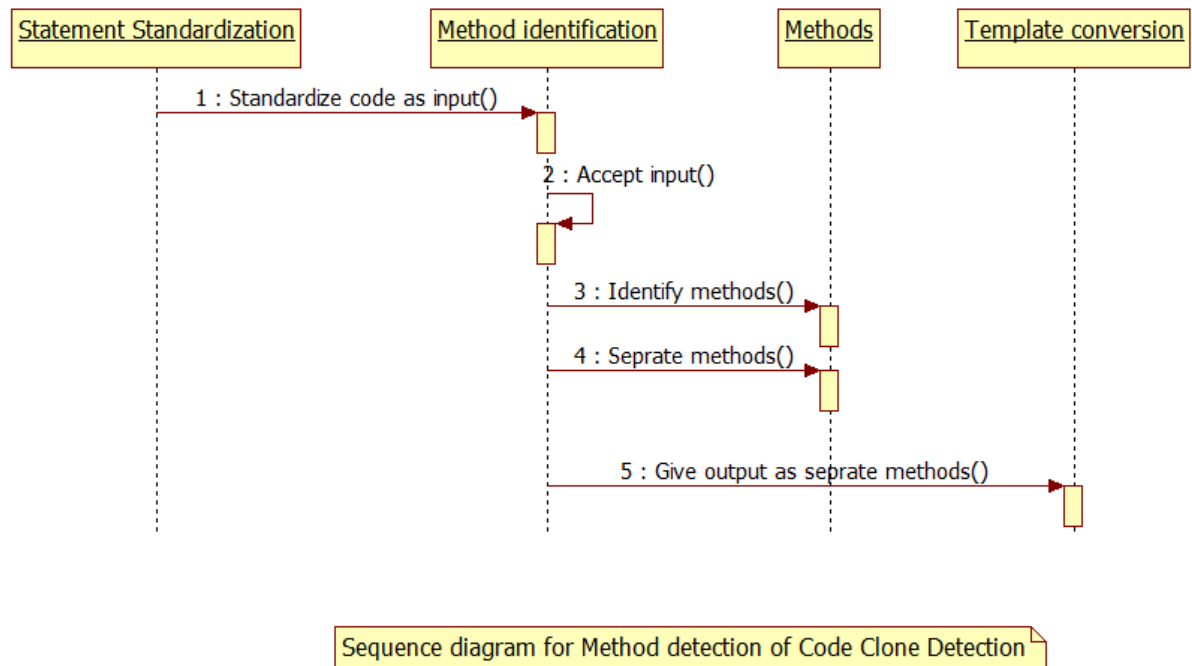 Statement Standardization
Method identification
Methods
Template conversion
1 : Standardize code as input()
2 : Accept input()
3 : Identify methods()
4 : Seprate methods()
5 : Give output as seprate methods()
Sequence diagram for Method detection of Code Clone Detection